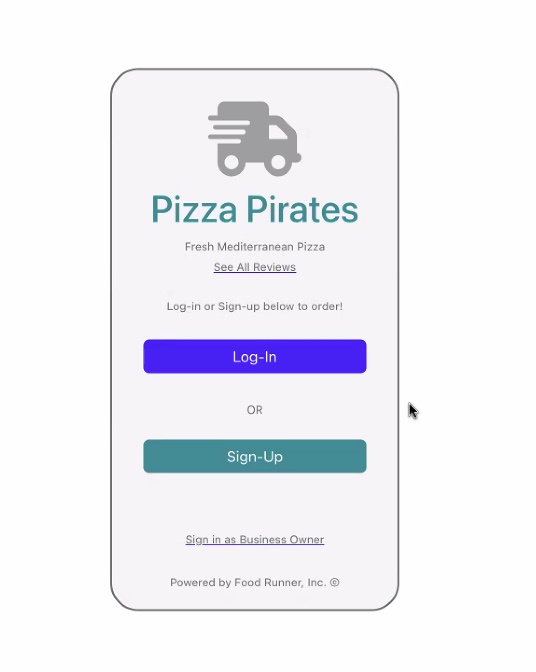 Pizza Pirates
Fresh Mediterranean Pizza
See All Reviews
Log-in or Sign-up below to order!
Log-In
OR
Sign-Up
Sign in as Business Owner
Powered by Food Runner, Inc. ©